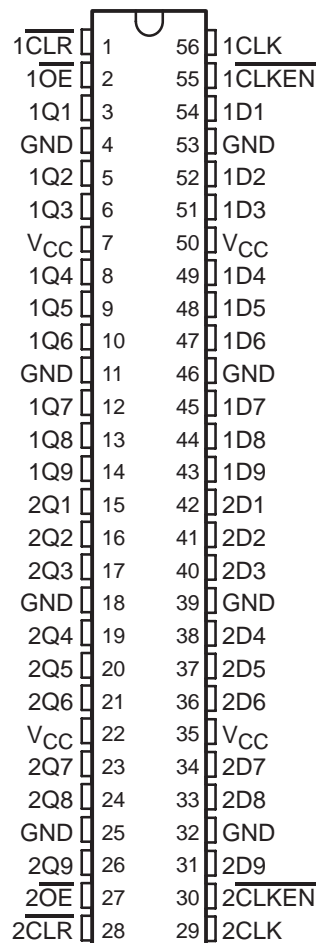 1CLR 1 56 1CLK
1OE 2 55 1CLKEN
1Q1 3 54 1D1
GND 4 53 GND
1Q2 5 52 1D2
1Q3 6 51 1D3
VCC 7 50 VCC
1Q4 8 49 1D4
1Q5 9 48 1D5
1Q6 10 47 1D6
GND 11 46 GND
1Q7 12 45 1D7
1Q8 13 44 1D8
1Q9 14 43 1D9
2Q1 15 42 2D1
2Q2 16 41 2D2
2Q3 17 40 2D3
GND 18 39 GND
2Q4 19 38 2D4
2Q5 20 37 2D5
2Q6 21 36 2D6
VCC 22 35 VCC
2Q7 23 34 2D7
2Q8 24 33 2D8
GND 25 32 GND
2Q9 26 31 2D9
2OE 27 30 2CLKEN
2CLR 28 29 2CLK